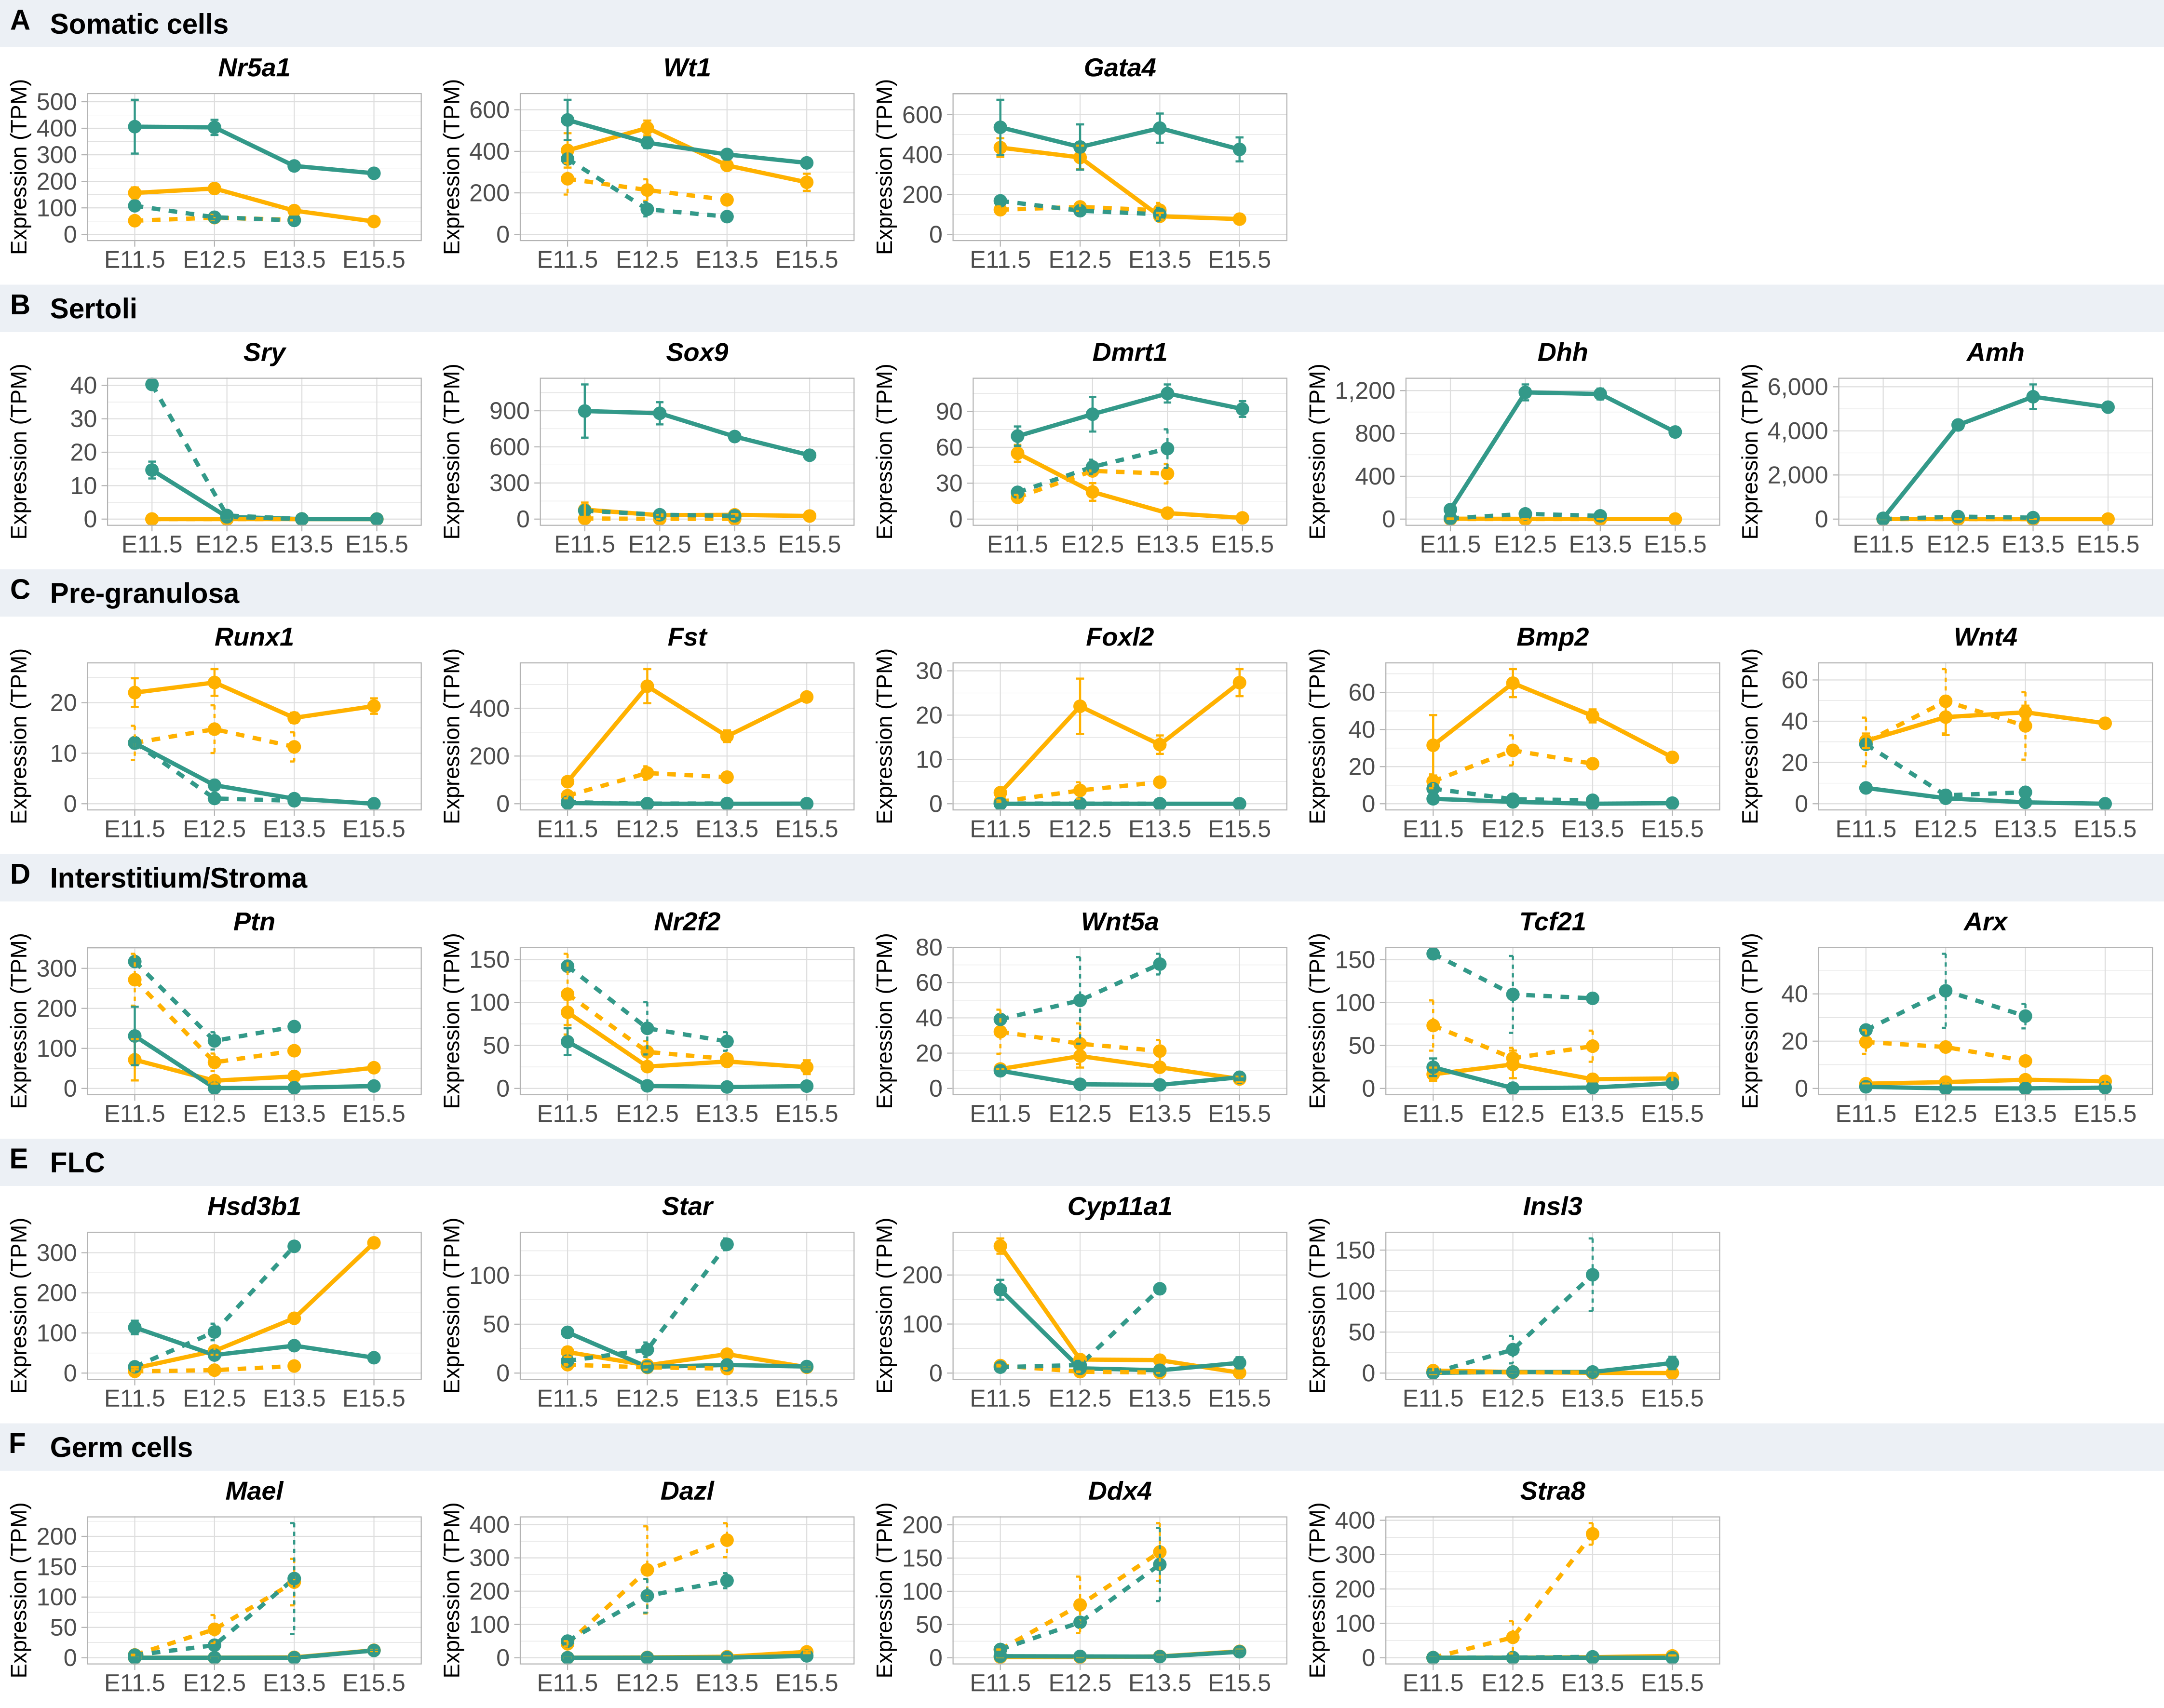 A Somatic cells
Nr5a1 Wt1 Gata4
Expression (TPM) 500 400 300 200 100 0 Expression (TPM) 600 400 200 0 Expression (TPM) 600 400 200 0
E11.5 E12.5 E13.5 E15.5 E11.5 E12.5 E13.5 E15.5 E11.5 E12.5 E13.5 E15.5
B Sertoli
Sry Sox9 Dmrt1 Dhh Amh
Expression (TPM) 40 30 20 10 0 Expression (TPM) 900 600 300 0 Expression (TPM) 90 60 30 0 Expression (TPM) 1,200 800 400 0 Expression (TPM) 6,000 4,000 2,000 0
E11.5 E12.5 E13.5 E15.5 E11.5 E12.5 E13.5 E15.5 E11.5 E12.5 E13.5 E15.5 E11.5 E12.5 E13.5 E15.5 E11.5 E12.5 E13.5 E15.5
C Pre-granulosa
Runx1 Fst Foxl2 Bmp2 Wnt4
Expression (TPM) 20 10 0 Expression (TPM) 400 200 0 Expression (TPM) 30 20 10 0 Expression (TPM) 60 40 20 0 Expression (TPM) 60 40 20 0
E11.5 E12.5 E13.5 E15.5 E11.5 E12.5 E13.5 E15.5 E11.5 E12.5 E13.5 E15.5 E11.5 E12.5 E13.5 E15.5 E11.5 E12.5 E13.5 E15.5
D Interstitium/Stroma
Ptn Nr2f2 Wnt5a Tcf21 Arx
Expression (TPM) 300 200 100 0 Expression (TPM) 150 100 50 0 Expression (TPM) 80 60 40 20 0 Expression (TPM) 150 100 50 0 Expression (TPM) 40 20 0
E11.5 E12.5 E13.5 E15.5 E11.5 E12.5 E13.5 E15.5 E11.5 E12.5 E13.5 E15.5 E11.5 E12.5 E13.5 E15.5 E11.5 E12.5 E13.5 E15.5
E FLC
Hsd3b1 Star Cyp11a1 Insl3
Expression (TPM) 300 200 100 0 Expression (TPM) 100 50 0 Expression (TPM) 200 100 0 Expression (TPM) 150 100 50 0
E11.5 E12.5 E13.5 E15.5 E11.5 E12.5 E13.5 E15.5 E11.5 E12.5 E13.5 E15.5 E11.5 E12.5 E13.5 E15.5
F Germ cells
Mael Dazl Ddx4 Stra8
Expression (TPM) 200 150 100 50 0 Expression (TPM) 400 300 200 100 0 Expression (TPM) 200 150 100 50 0 Expression (TPM) 400 300 200 100 0
E11.5 E12.5 E13.5 E15.5 E11.5 E12.5 E13.5 E15.5 E11.5 E12.5 E13.5 E15.5 E11.5 E12.5 E13.5 E15.5